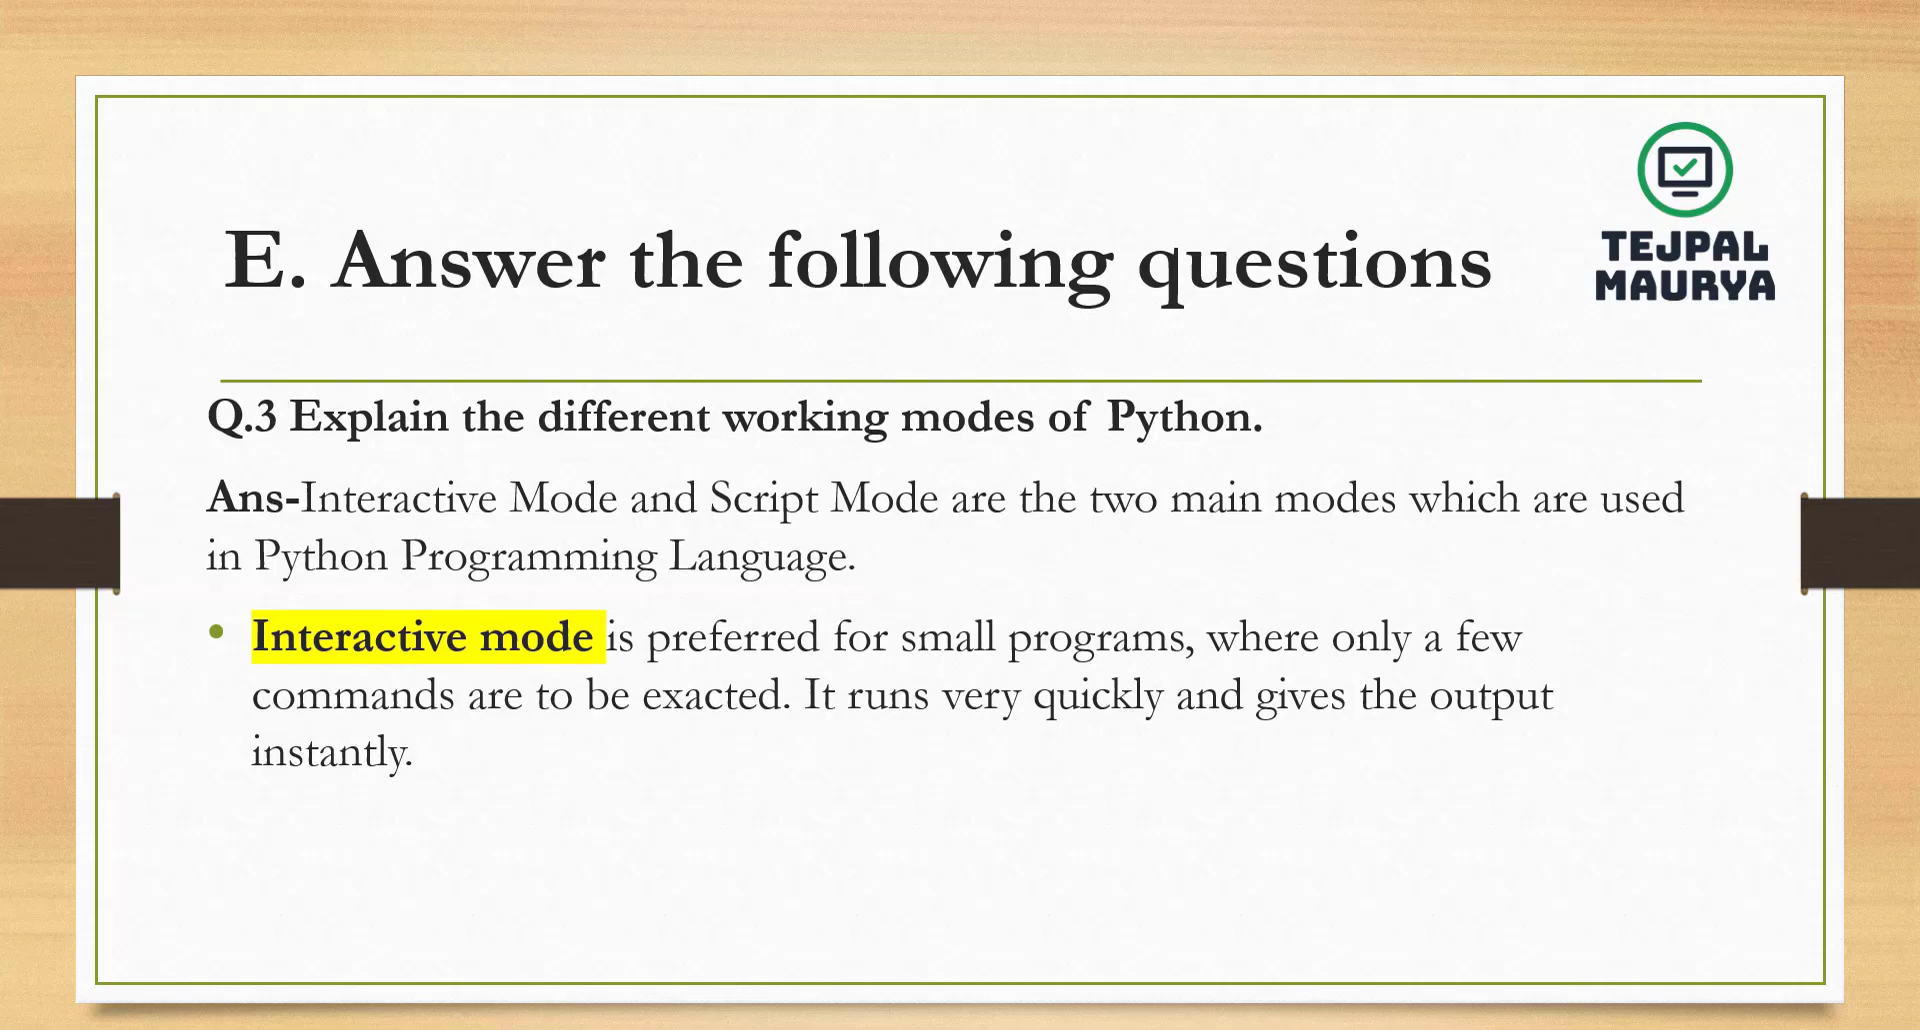 TEJPAL
MAURYA
E. Answer the following questions
Q.3 Explain the different working modes of Python.
Ans-Interactive Mode and Script Mode are the two main modes which are used
in Python Programming Language.
• Interactive mode is preferred for small programs, where only a few
commands are to be exacted. It runs very quickly and gives the output
instantly.